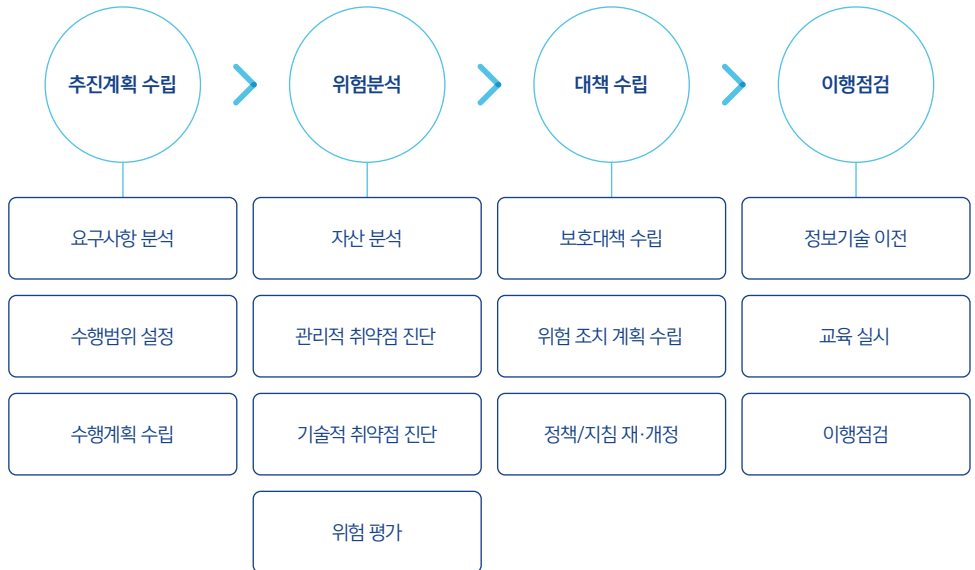 추진계획 수립
위험분석
대책 수립
이행점검
요구사항 분석
자산 분석
보호대책 수립
정보기술 이전
수행범위 설정
관리적 취약점 진단
위험 조치 계획 수립
교육 실시
수행계획 수립
기술적 취약점 진단
정책/지침 재·개정
이행점검
위험 평가